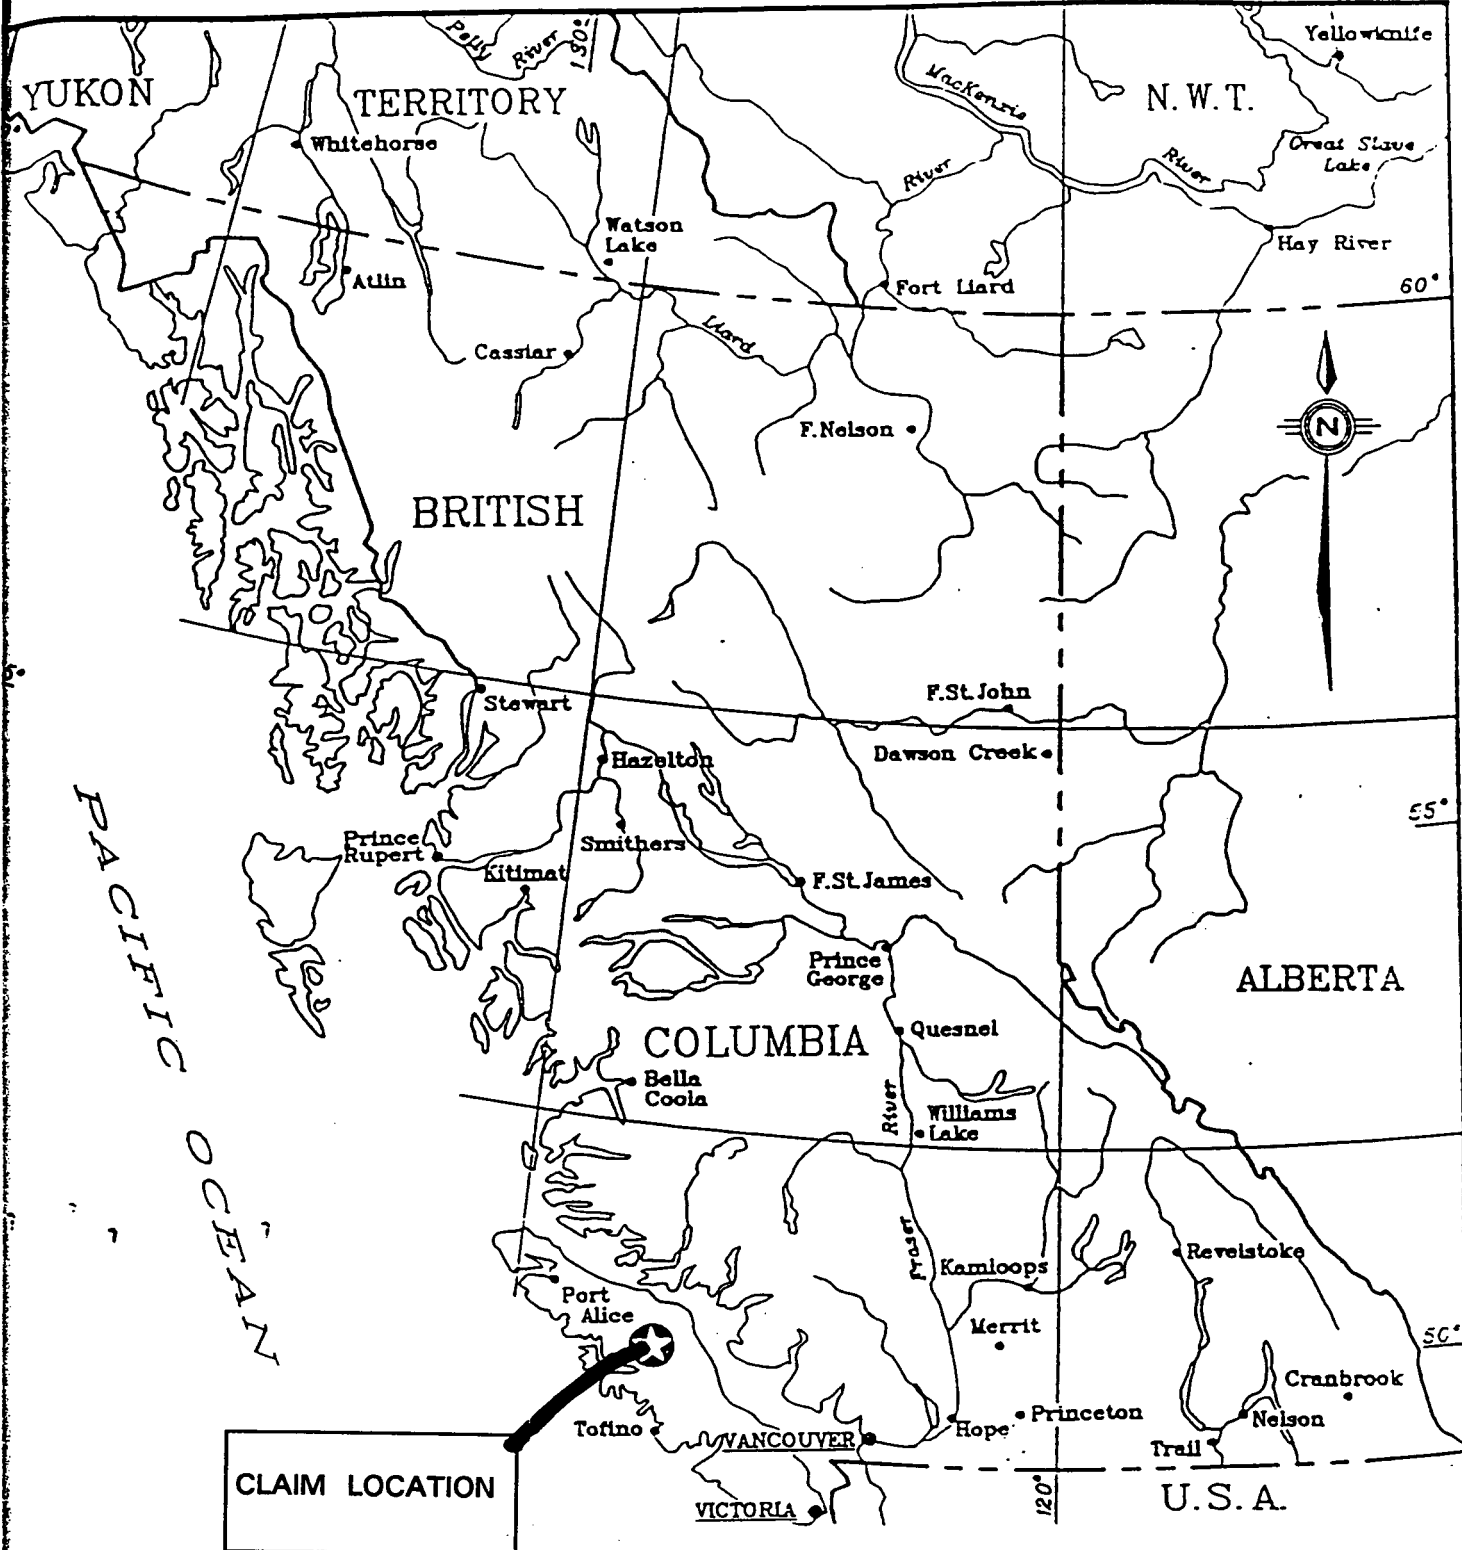 Pelly
River
130°
Yellowknife
YUKON
TERRITORY
MacKenzie
N.W.T.
Whitehorse
Great Slave
Lake
River
River
Watson
Lake
Hay River
Atlin
Fort Liard
60°
Liard
Cassiar
F.Nelson
N
BRITISH
F.St.John
Stewart
Dawson Creek
Hazelton
55°
PACIFIC OCEAN
Prince
Rupert
Smithers
Kitimat
F.St.James
Prince
George
ALBERTA
Quesnel
COLUMBIA
Bella
Coola
River
Williams
Lake
Fraser
Kamloops
Revelstoke
Port
Alice
Merrit
50°
Cranbrook
Tofino
VANCOUVER
Hope
Princeton
Nelson
Trail
CLAIM LOCATION
VICTORIA
120°
U.S.A.